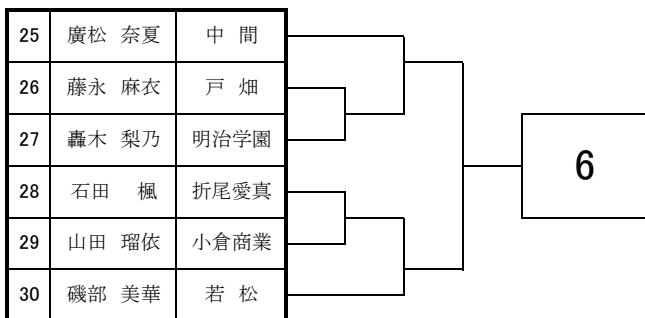 25 廣松 奈夏 中 間
26 藤永 麻衣 戸 畑
27 轟木 梨乃 明治学園
28 石田 楓 折尾愛真
29 山田 瑠依 小倉商業
30 磯部 美華 若 松
6